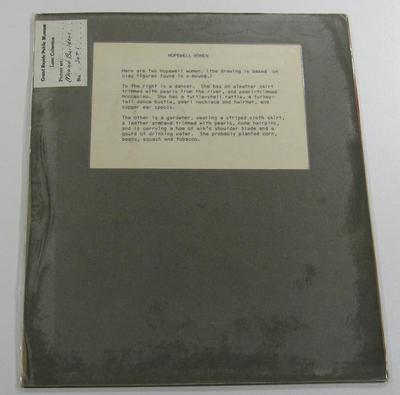 Grand Rapids Public Museum
Loan Collection
Picture set:
Mound Builders
No.
HOPEWELL WOMEN
Here are two Hopewell women. (the drawing is based on
clay figures found in a mound.)
To the right is a dancer. She has on a leather skirt
trimmed with pearls from the river, and pearl-trimmed
moccasins. She has a turtle-shell rattle, a turkey-
tail dance bustle, pearl necklace and hairnet, and
copper ear spools.
The other is a gardener, wearing a striped cloth skirt,
a leather armband trimmed with pearls, bone hairpins,
and is carrying a hoe of elk's shoulder blade and a
gourd of drinking water. She probably planted corn,
beans, squash and tobacco.